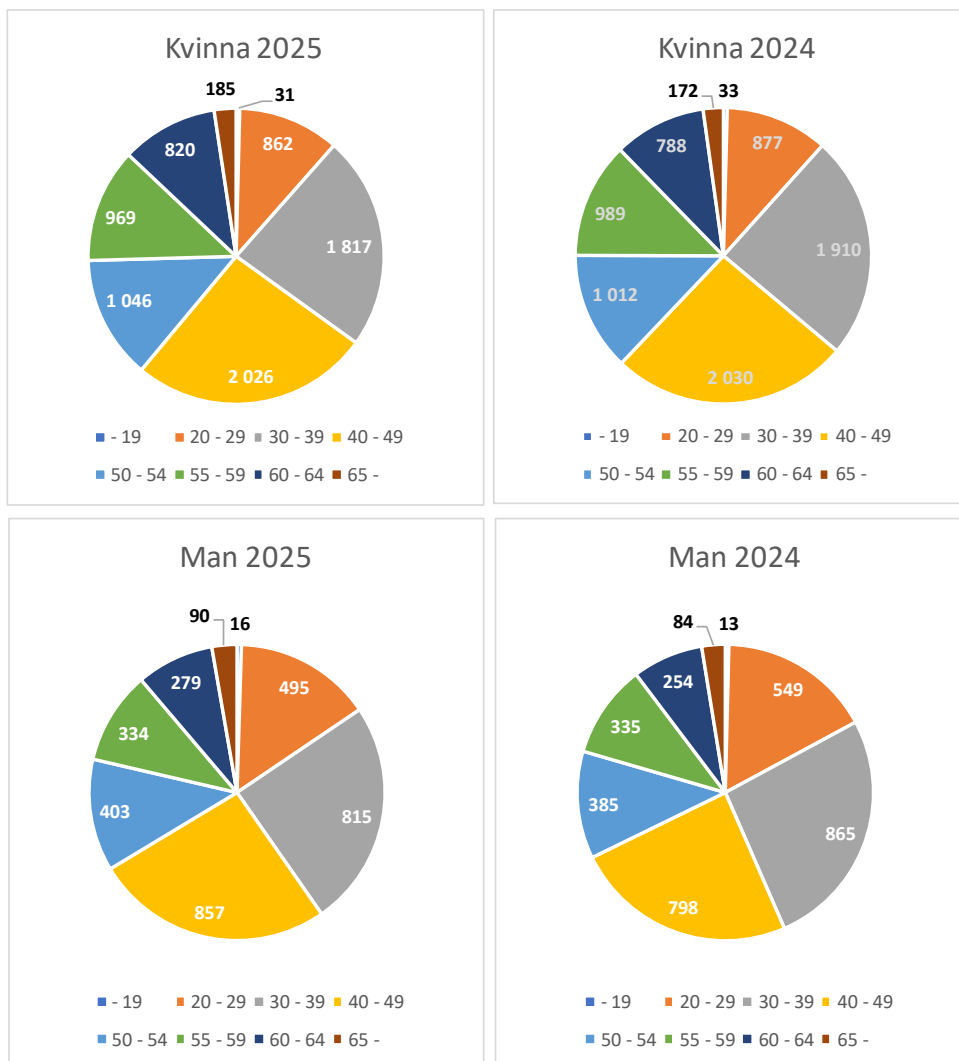 Kvinna 2025
185
31
820
862
969
1 817
1 046
2 026
- 19
20 - 29
30 - 39
40 - 49
50 - 54
55 - 59
60 - 64
65 -
Kvinna 2024
172
33
788
877
989
1 910
1 012
2 030
- 19
20 - 29
30 - 39
40 - 49
50 - 54
55 - 59
60 - 64
65 -
Man 2025
90
16
279
495
334
403
815
857
- 19
20 - 29
30 - 39
40 - 49
50 - 54
55 - 59
60 - 64
65 -
Man 2024
84
13
254
549
335
385
865
798
- 19
20 - 29
30 - 39
40 - 49
50 - 54
55 - 59
60 - 64
65 -